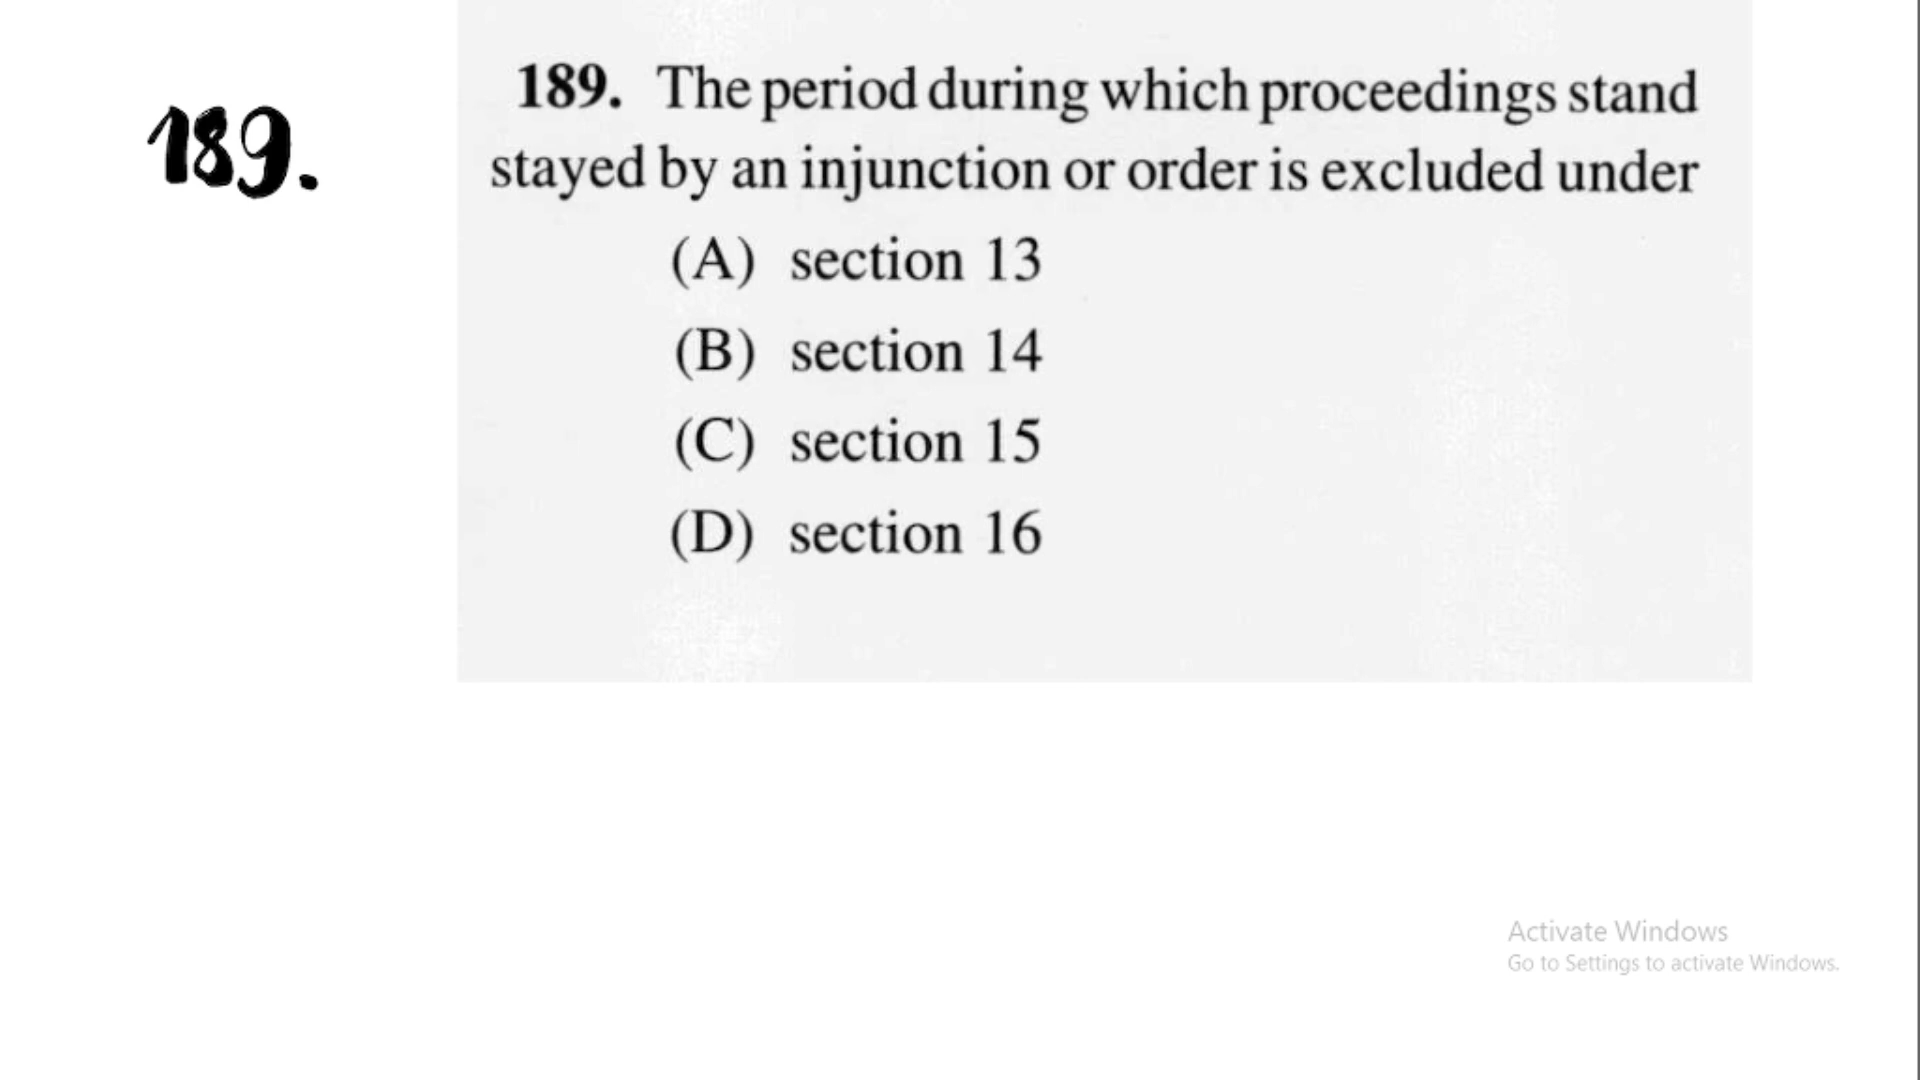 189.
189. The period during which proceedings stand
stayed by an injunction or order is excluded under
(A) section 13
(B) section 14
(C) section 15
(D) section 16
Activate Windows
Go to Settings to activate Windows.